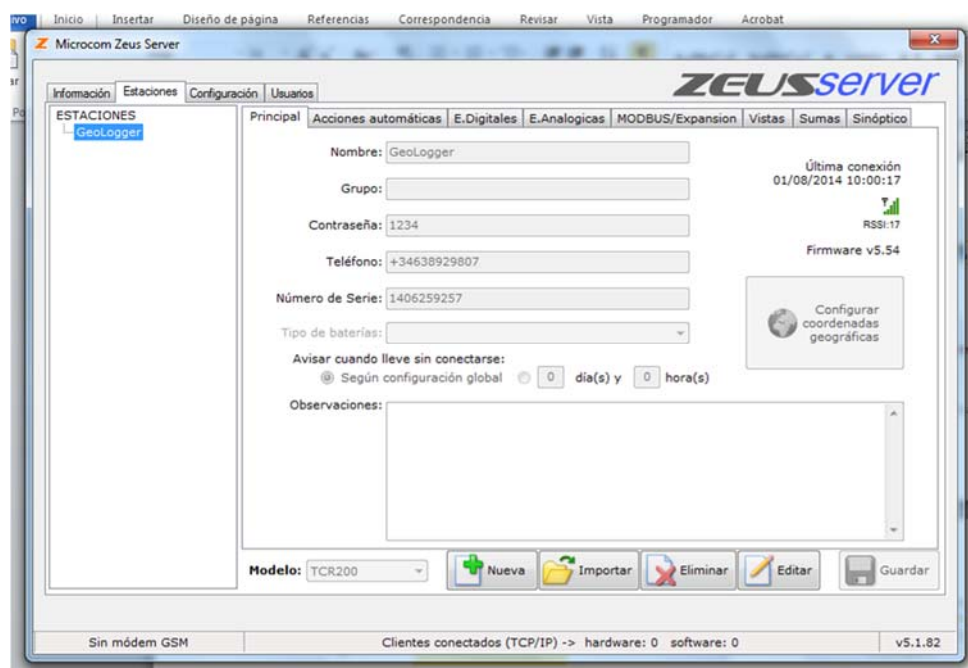 Inicio Insertar Diseño de página Referencias Correspondencia Revisar Vista Programador Acrobat
Microcom Zeus Server
ZEUSserver
Información Estaciones Configuración Usuarios
ESTACIONES
GeoLogger
Principal Acciones automáticas E.Digitales E.Analogicas MODBUS/Expansion Vistas Sumas Sinóptico
Nombre: GeoLogger
Grupo:
Contraseña: 1234
Teléfono: +34638929807
Número de Serie: 1406259257
Tipo de baterías:
Avisar cuando lleve sin conectarse:
Según configuración global 0 día(s) y 0 hora(s)
Observaciones:
Última conexión
01/08/2014 10:00:17
RSSI:17
Firmware v5.54
Configurar
coordenadas
geográficas
Modelo: TCR200 Nueva Importar Eliminar Editar Guardar
Sin módem GSM Clientes conectados (TCP/IP) -> hardware: 0 software: 0 v5.1.82